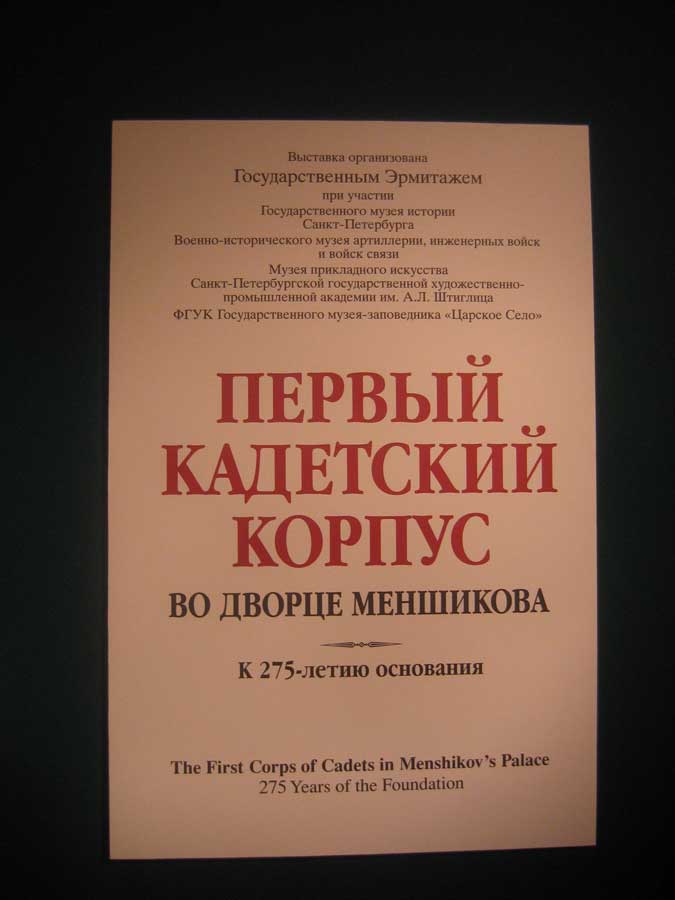 Выставка организована
Государственным Эрмитажем
при участии
Государственного музея истории
Санкт-Петербурга
Военно-исторического музея артиллерии, инженерных войск
и войск связи
Музея прикладного искусства
Санкт-Петербургской государственной художественно-
промышленной академии им. А.Л. Штиглица
ФГУК Государственного музея-заповедника «Царское Село»
ПЕРВЫЙ
КАДЕТСКИЙ
КОРПУС
ВО ДВОРЦЕ МЕНШИКОВА
К 275-летию основания
The First Corps of Cadets in Menshikov's Palace
275 Years of the Foundation